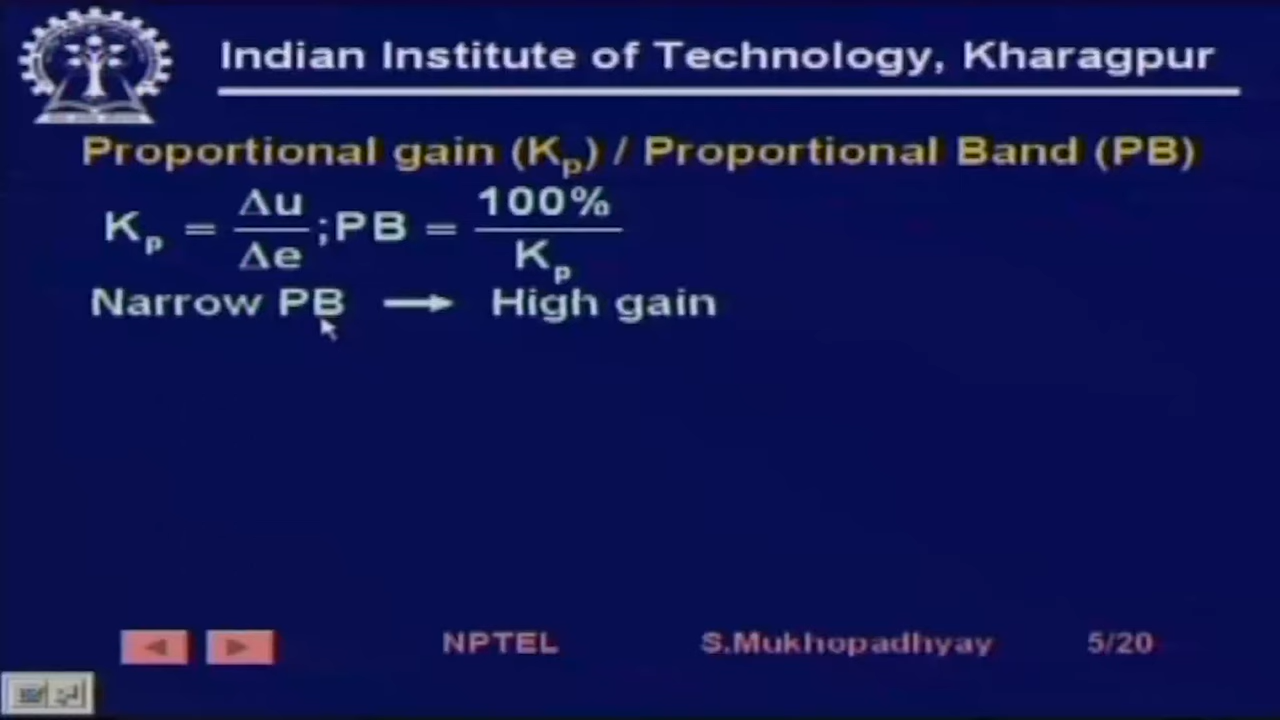 Indian Institute of Technology, Kharagpur
Proportional gain (Kp) / Proportional Band (PB)
Kp = Δu/Δe ; PB = 100%/Kp
Narrow PB → High gain
NPTEL S.Mukhopadhyay 5/20